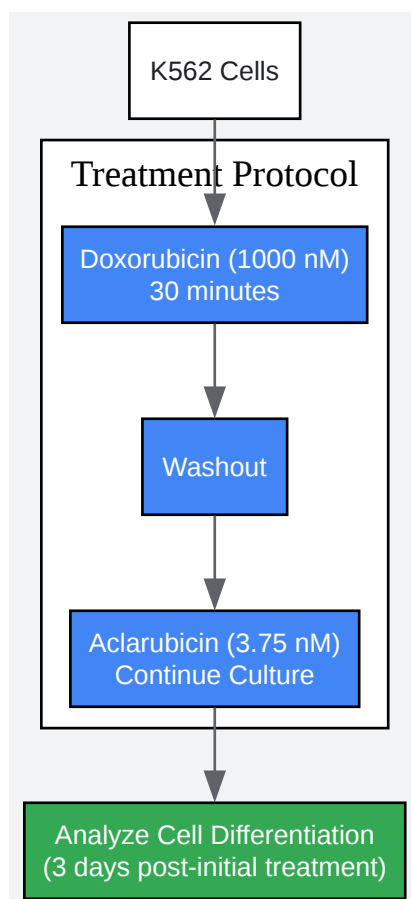 K562 Cells
Treatment Protocol
Doxorubicin (1000 nM)
30 minutes
Washout
Aclarubicin (3.75 nM)
Continue Culture
Analyze Cell Differentiation
(3 days post-initial treatment)